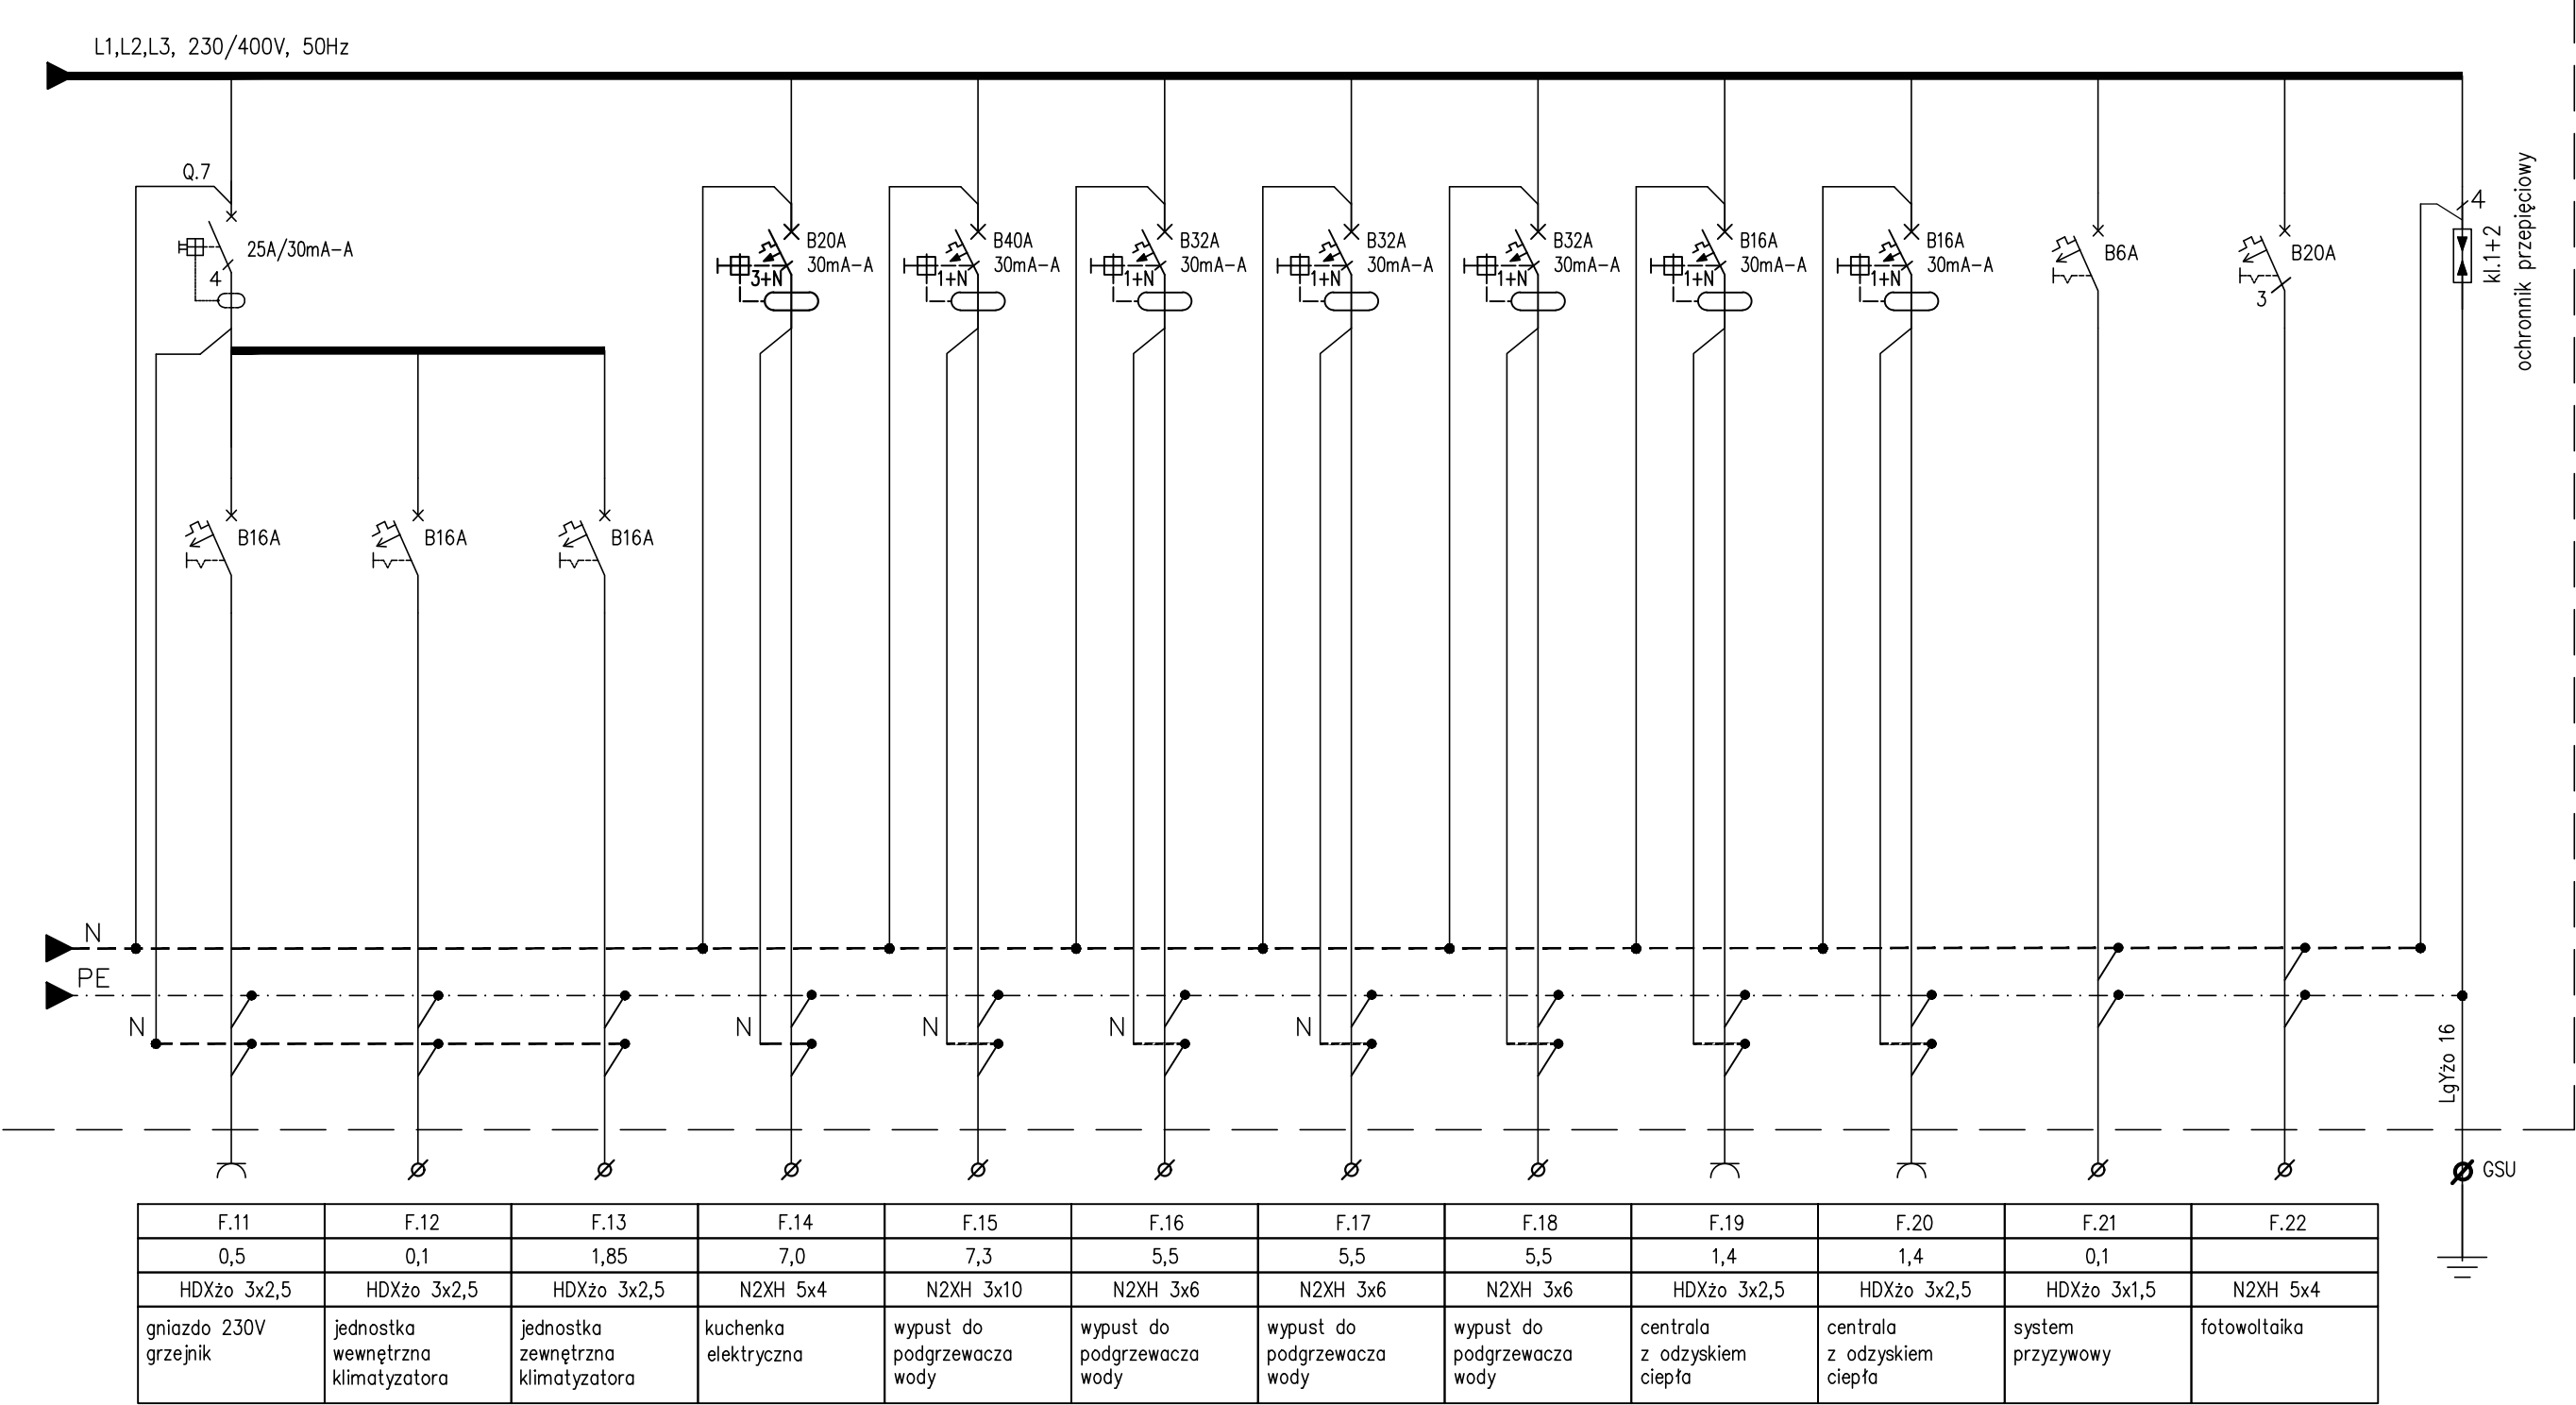 L1,L2,L3, 230/400V, 50Hz
Q.7
25A/30mA-A
4
B20A
30mA-A
3+N
B40A
30mA-A
1+N
B32A
30mA-A
1+N
B32A
30mA-A
1+N
B32A
30mA-A
1+N
B16A
30mA-A
1+N
B16A
30mA-A
1+N
B6A
B20A
3
4
kl.1+2
ochronnik przepięciowy
B16A
B16A
B16A
N
PE
N
N
N
N
N
LgYżo 16
GSU
F.11 F.12 F.13 F.14 F.15 F.16 F.17 F.18 F.19 F.20 F.21 F.22
0,5 0,1 1,85 7,0 7,3 5,5 5,5 5,5 1,4 1,4 0,1
HDXżo 3x2,5 HDXżo 3x2,5 HDXżo 3x2,5 N2XH 5x4 N2XH 3x10 N2XH 3x6 N2XH 3x6 N2XH 3x6 HDXżo 3x2,5 HDXżo 3x2,5 HDXżo 3x1,5 N2XH 5x4
gniazdo 230V
grzejnik
jednostka
wewnętrzna
klimatyzatora
jednostka
zewnętrzna
klimatyzatora
kuchenka
elektryczna
wypust do
podgrzewacza
wody
wypust do
podgrzewacza
wody
wypust do
podgrzewacza
wody
wypust do
podgrzewacza
wody
centrala
z odzyskiem
ciepła
centrala
z odzyskiem
ciepła
system
przyzywowy
fotowoltaika